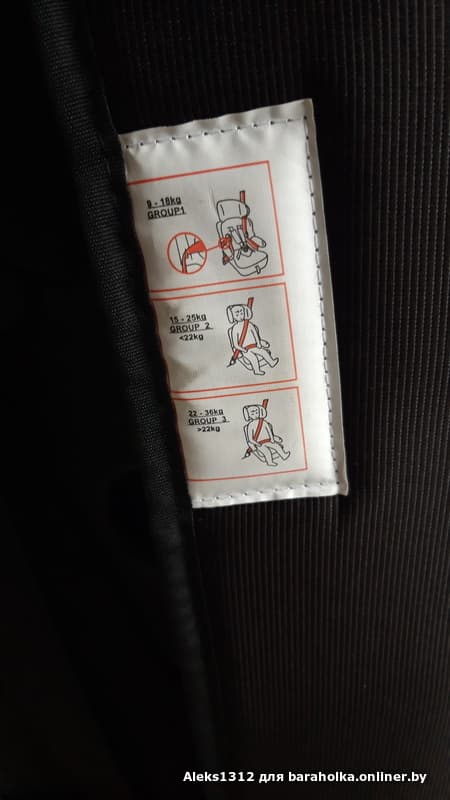 9 - 18kg
GROUP1
15 - 25kg
GROUP 2
<22kg
22 - 36kg
GROUP 3
>22kg
Aleks1312 для baraholka.onliner.by